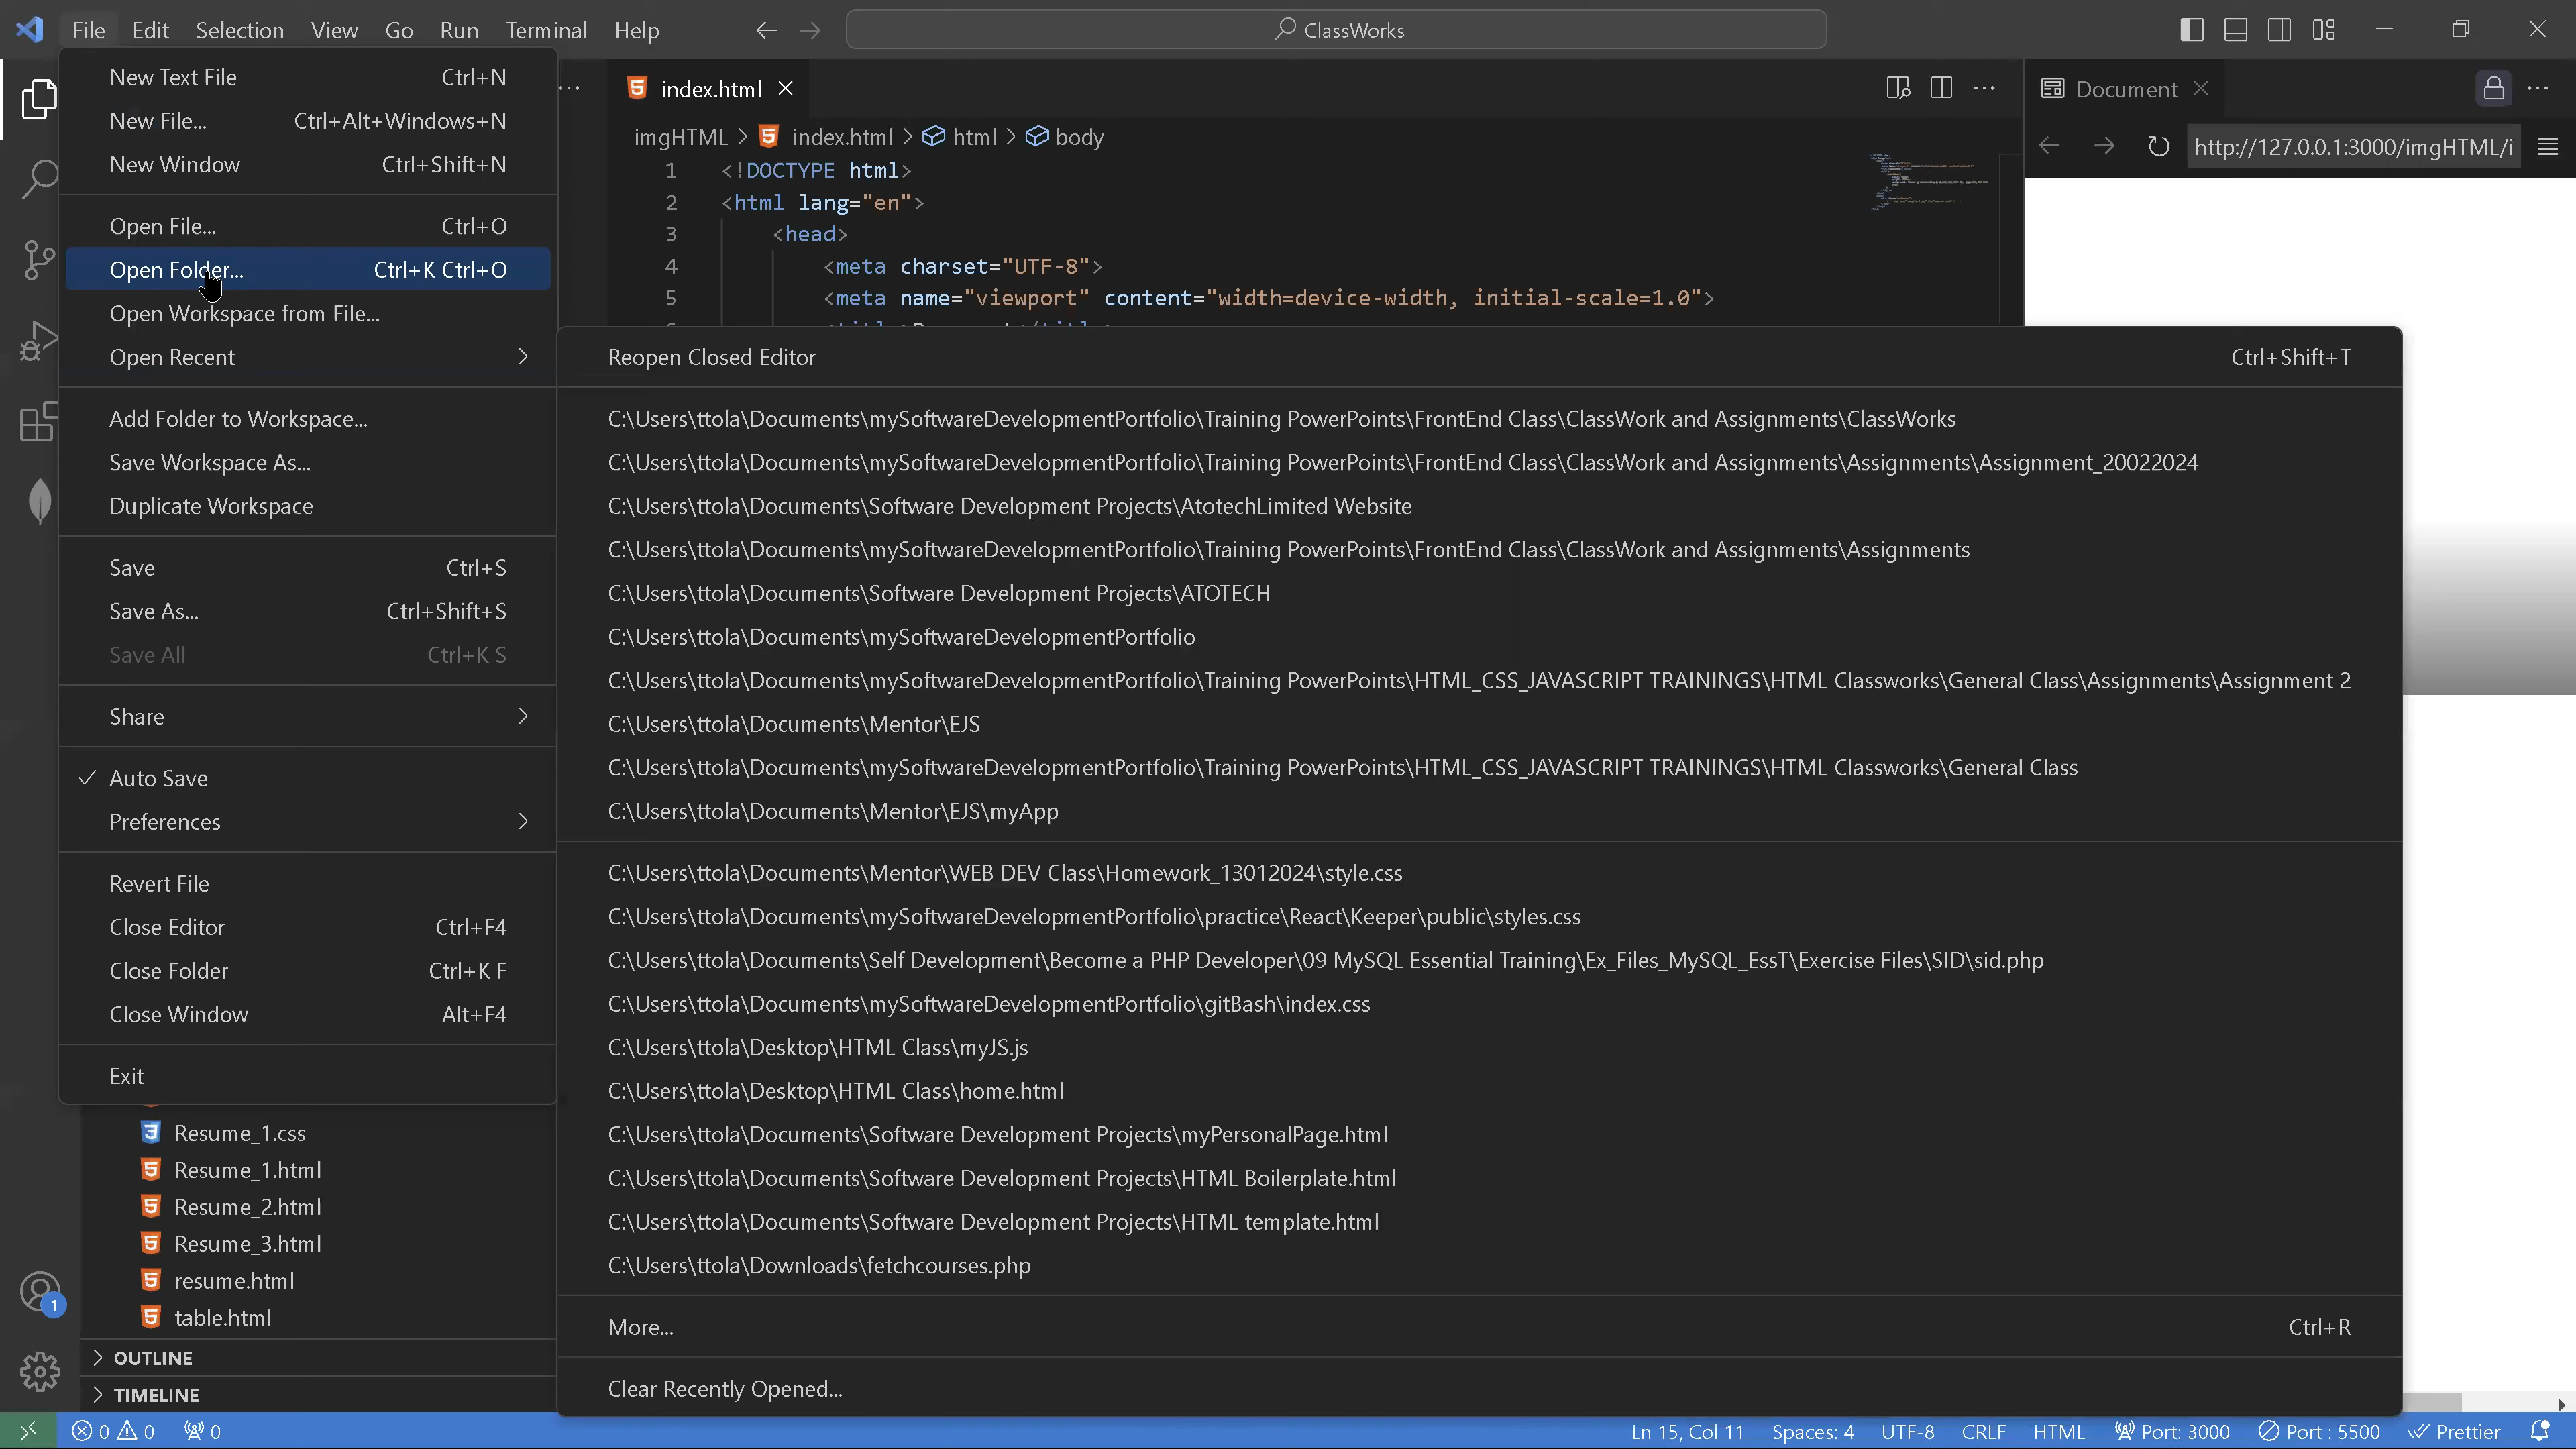 File Edit Selection View Go Run Terminal Help
ClassWorks
New Text File Ctrl+N
New File... Ctrl+Alt+Windows+N
New Window Ctrl+Shift+N
Open File... Ctrl+O
Open Folder... Ctrl+K Ctrl+O
Open Workspace from File...
Open Recent
Add Folder to Workspace...
Save Workspace As...
Duplicate Workspace
Save Ctrl+S
Save As... Ctrl+Shift+S
Save All Ctrl+K S
Share
Auto Save
Preferences
Revert File
Close Editor Ctrl+F4
Close Folder Ctrl+K F
Close Window Alt+F4
Exit
Resume_1.css
Resume_1.html
Resume_2.html
Resume_3.html
resume.html
table.html
OUTLINE
TIMELINE
index.html
imgHTML > index.html > html > body
1 <!DOCTYPE html>
2 <html lang="en">
3 <head>
4 <meta charset="UTF-8">
5 <meta name="viewport" content="width=device-width, initial-scale=1.0">
Document
http://127.0.0.1:3000/imgHTML/i
Reopen Closed Editor Ctrl+Shift+T
C:\Users\ttola\Documents\mySoftwareDevelopmentPortfolio\Training PowerPoints\FrontEnd Class\ClassWork and Assignments\ClassWorks
C:\Users\ttola\Documents\mySoftwareDevelopmentPortfolio\Training PowerPoints\FrontEnd Class\ClassWork and Assignments\Assignments\Assignment_20022024
C:\Users\ttola\Documents\Software Development Projects\AtotechLimited Website
C:\Users\ttola\Documents\mySoftwareDevelopmentPortfolio\Training PowerPoints\FrontEnd Class\ClassWork and Assignments\Assignments
C:\Users\ttola\Documents\Software Development Projects\ATOTECH
C:\Users\ttola\Documents\mySoftwareDevelopmentPortfolio
C:\Users\ttola\Documents\mySoftwareDevelopmentPortfolio\Training PowerPoints\HTML_CSS_JAVASCRIPT TRAININGS\HTML Classworks\General Class\Assignments\Assignment 2
C:\Users\ttola\Documents\Mentor\EJS
C:\Users\ttola\Documents\mySoftwareDevelopmentPortfolio\Training PowerPoints\HTML_CSS_JAVASCRIPT TRAININGS\HTML Classworks\General Class
C:\Users\ttola\Documents\Mentor\EJS\myApp
C:\Users\ttola\Documents\Mentor\WEB DEV Class\Homework_13012024\style.css
C:\Users\ttola\Documents\mySoftwareDevelopmentPortfolio\practice\React\Keeper\public\styles.css
C:\Users\ttola\Documents\Self Development\Become a PHP Developer\09 MySQL Essential Training\Ex_Files_MySQL_EssT\Exercise Files\SID\sid.php
C:\Users\ttola\Documents\mySoftwareDevelopmentPortfolio\gitBash\index.css
C:\Users\ttola\Desktop\HTML Class\myJS.js
C:\Users\ttola\Desktop\HTML Class\home.html
C:\Users\ttola\Documents\Software Development Projects\myPersonalPage.html
C:\Users\ttola\Documents\Software Development Projects\HTML Boilerplate.html
C:\Users\ttola\Documents\Software Development Projects\HTML template.html
C:\Users\ttola\Downloads\fetchcourses.php
More... Ctrl+R
Clear Recently Opened...
1
0 0 0 Ln 15, Col 11 Spaces: 4 UTF-8 CRLF HTML Port: 3000 Port : 5500 Prettier